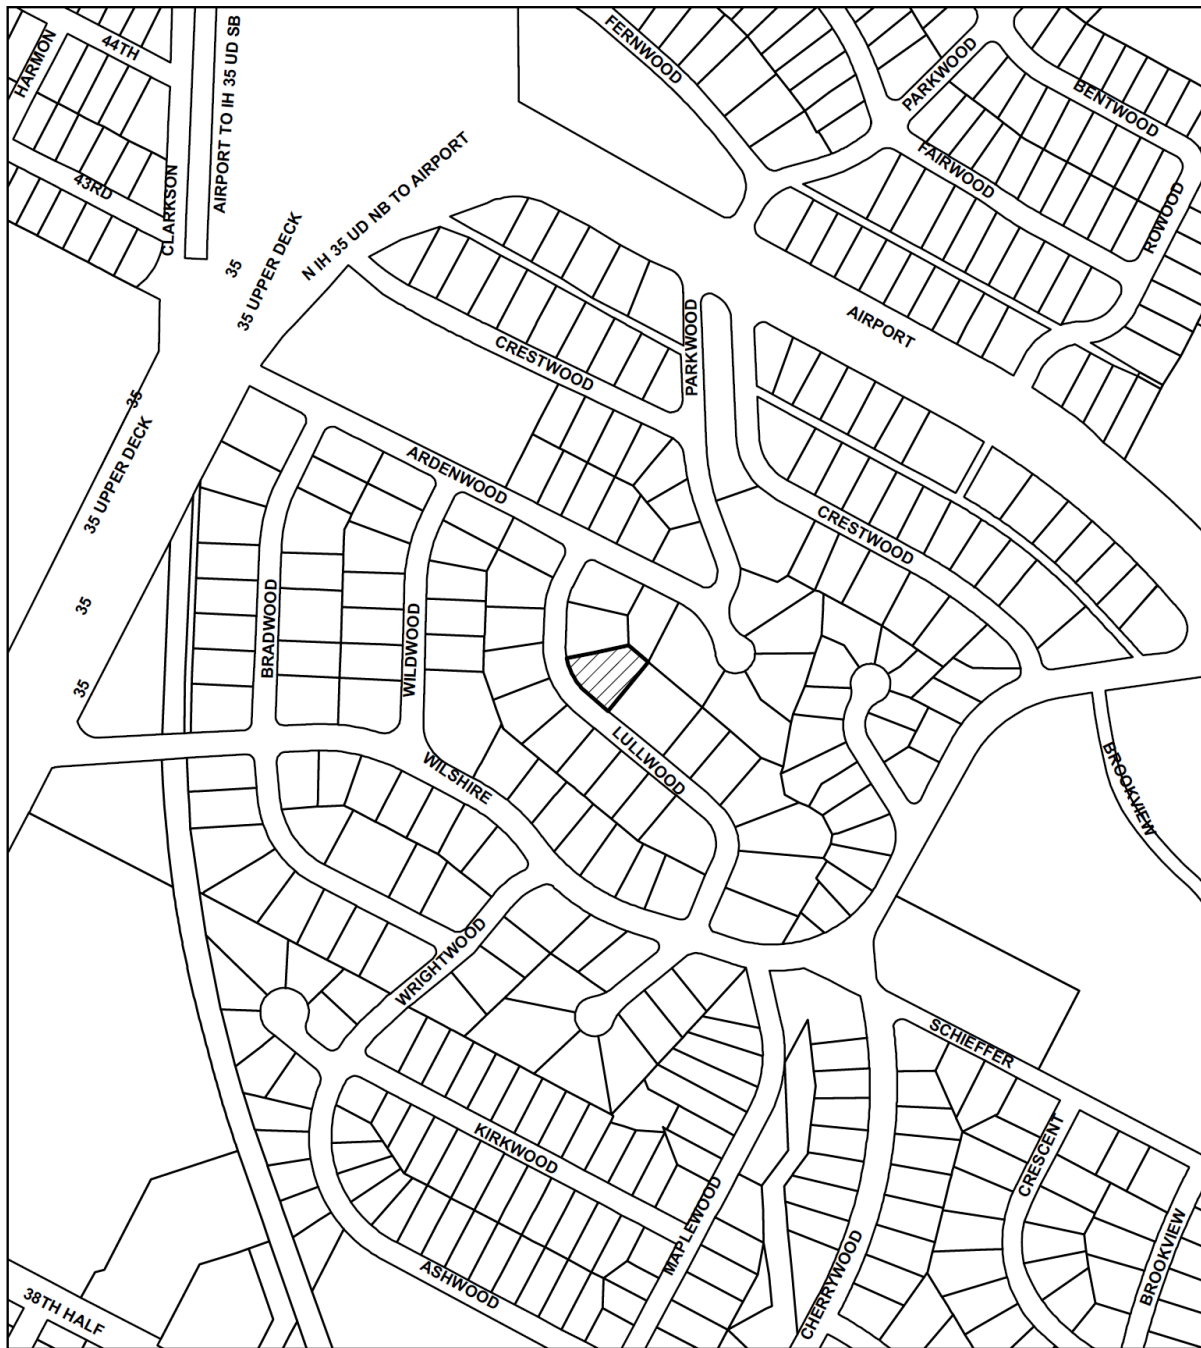 44TH
HARMON
AIRPORT TO IH 35 UD SB
FERNWOOD
PARKWOOD
BENTWOOD
FAIRWOOD
ROWOOD
43RD
CLARKSON
35
35 UPPER DECK
N IH 35 UD NB TO AIRPORT
AIRPORT
CRESTWOOD
PARKWOOD
35
35 UPPER DECK
ARDENWOOD
CRESTWOOD
35
BRADWOOD
WILDWOOD
35
LULLWOOD
WILSHIRE
BROOKVIEW
WRIGHTWOOD
SCHIEFFER
KIRKWOOD
CRESCENT
MAPLEWOOD
CHERRYWOOD
BROOKVIEW
ASHWOOD
38TH HALF